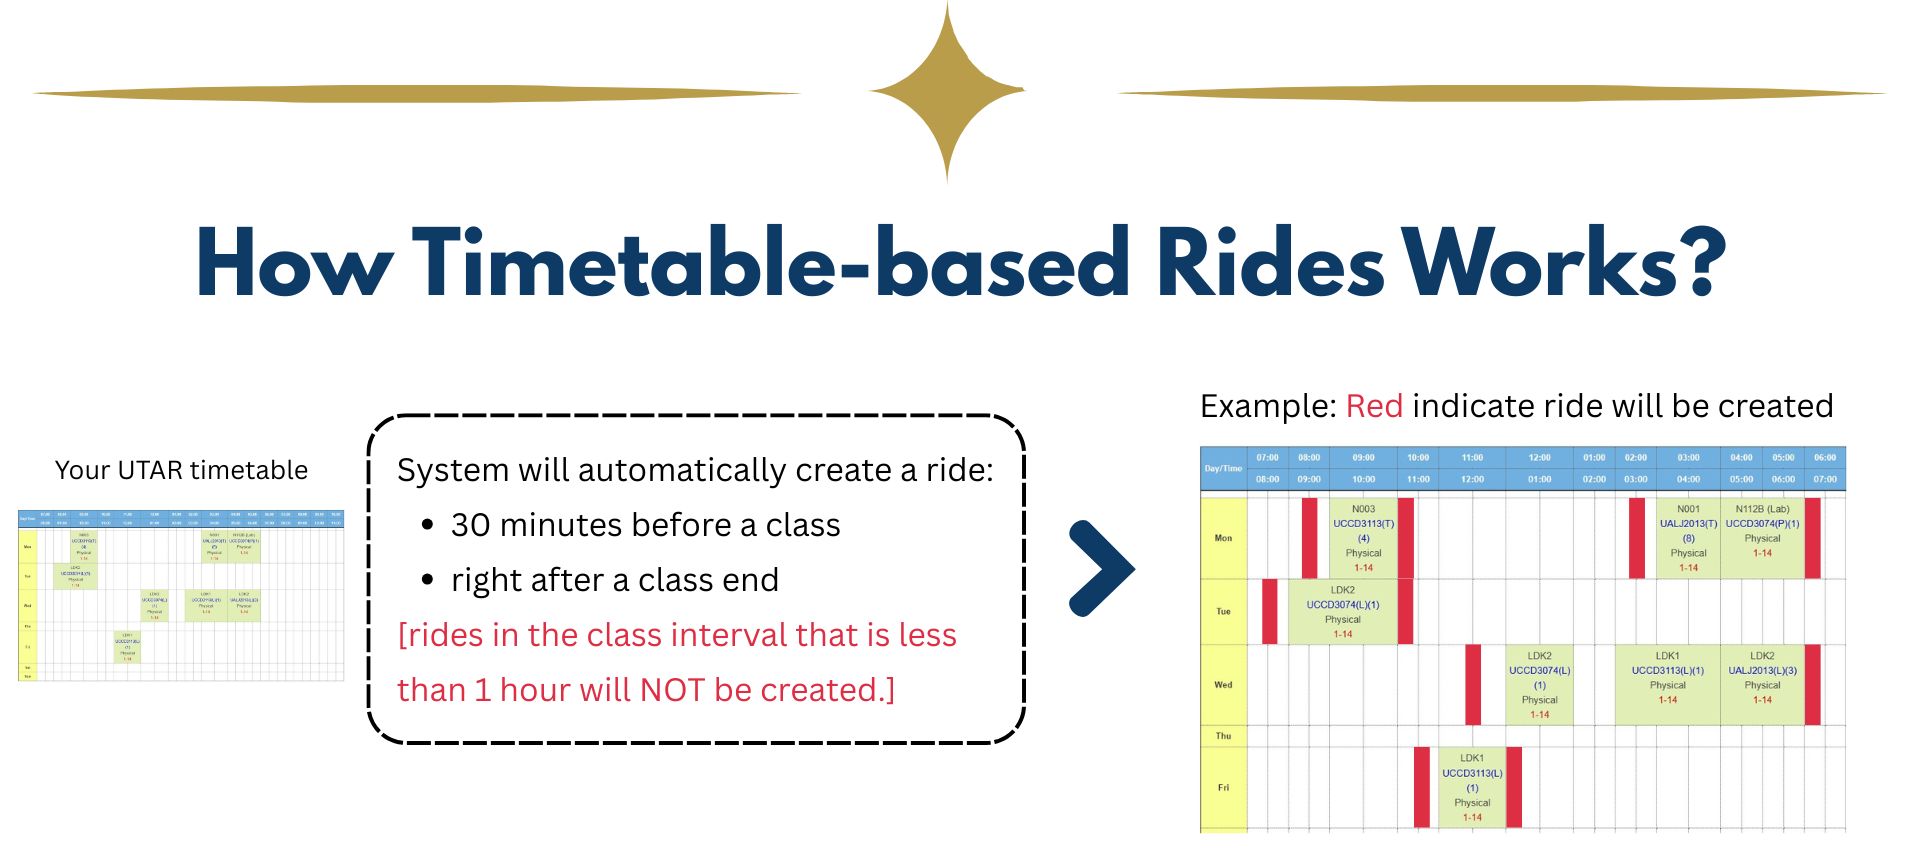 How Timetable-based Rides Works?
Your UTAR timetable
System will automatically create a ride:
30 minutes before a class
right after a class end
[rides in the class interval that is less
than 1 hour will NOT be created.]
Example: Red indicate ride will be created
Day/Time 07:00 08:00 09:00 10:00 11:00 12:00 01:00 02:00 03:00 04:00 05:00 06:00
08:00 09:00 10:00 11:00 12:00 01:00 02:00 03:00 04:00 05:00 06:00 07:00
Mon
N003
UCCD3113(T)
(4)
Physical
1-14
N001
UALJ2013(T)
(8)
Physical
1-14
N112B (Lab)
UCCD3074(P)(1)
Physical
1-14
Tue
LDK2
UCCD3074(L)(1)
Physical
1-14
Wed
LDK2
UCCD3074(L)
(1)
Physical
1-14
LDK1
UCCD3113(L)(1)
Physical
1-14
LDK2
UALJ2013(L)(3)
Physical
1-14
Thu
Fri
LDK1
UCCD3113(L)
(1)
Physical
1-14